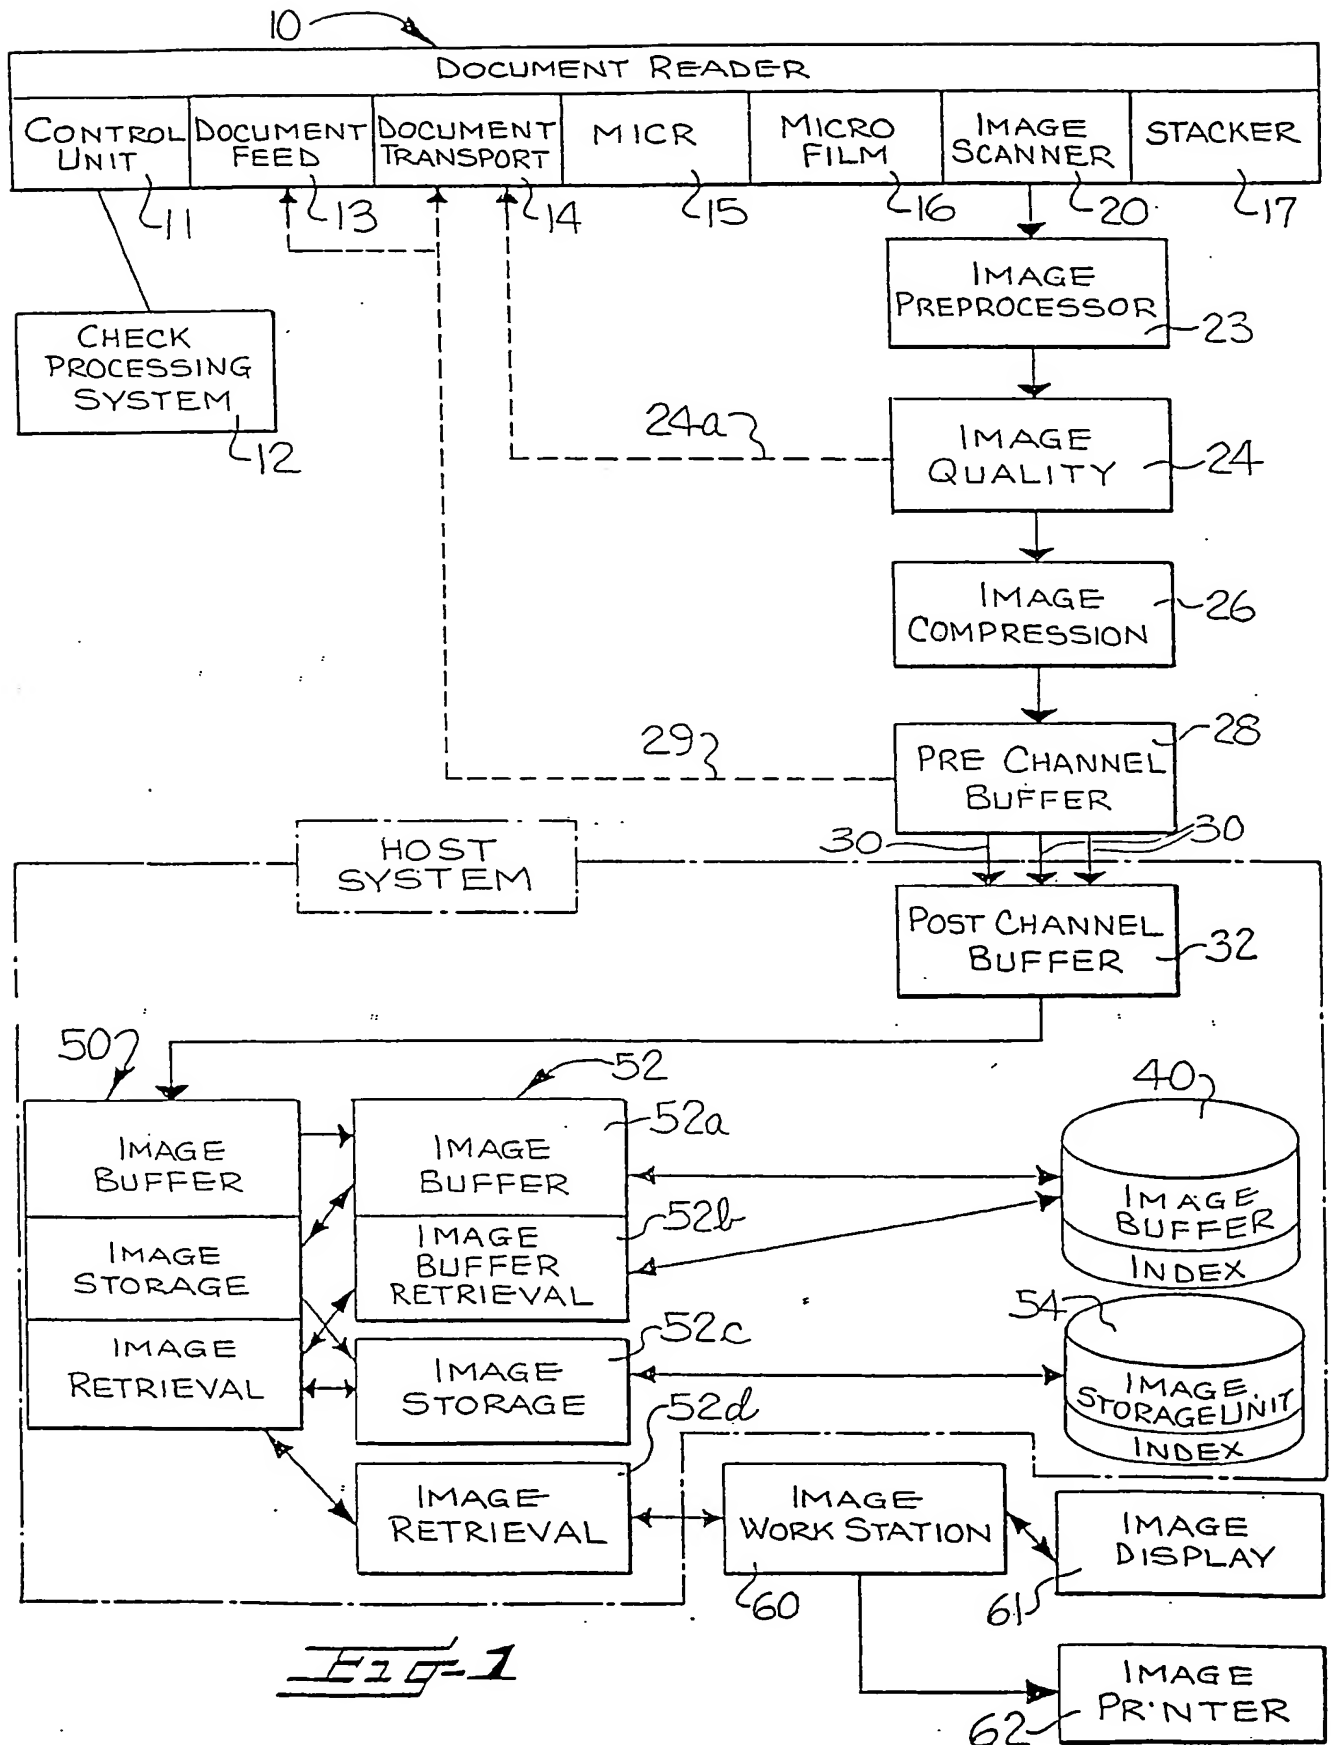 10
DOCUMENT READER
CONTROL UNIT
11
DOCUMENT FEED
13
DOCUMENT TRANSPORT
14
MICR
15
MICRO FILM
16
IMAGE SCANNER
20
STACKER
17
IMAGE
PREPROCESSOR
23
CHECK
PROCESSING
SYSTEM
12
24a
IMAGE
QUALITY
24
IMAGE
COMPRESSION
26
29
PRE CHANNEL
BUFFER
28
30
30
HOST
SYSTEM
POST CHANNEL
BUFFER
32
50
52
40
IMAGE
BUFFER
IMAGE
STORAGE
IMAGE
RETRIEVAL
IMAGE
BUFFER
52a
IMAGE
BUFFER
RETRIEVAL
52b
IMAGE
STORAGE
52c
IMAGE
RETRIEVAL
52d
IMAGE
BUFFER
INDEX
54
IMAGE
STORAGE UNIT
INDEX
IMAGE
WORK STATION
60
IMAGE
DISPLAY
61
IMAGE
PRINTER
62
Fig-1